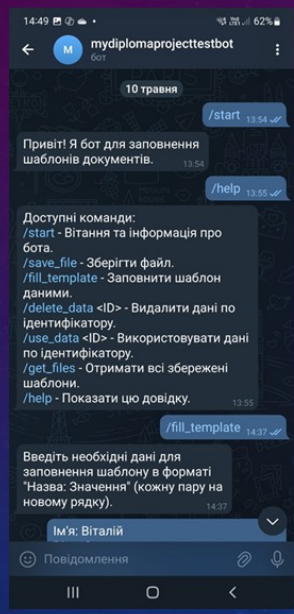 14:49
62%
M
mydiplomaprojecttestbot
бот
10 травня
/start 13:54
Привіт! Я бот для заповнення
шаблонів документів. 13:54
/help 13:55
Доступні команди:
/start - Вітання та інформація про
бота.
/save_file - Зберігти файл.
/fill_template - Заповнити шаблон
даними.
/delete_data <ID> - Видалити дані по
ідентифікатору.
/use_data <ID> - Використовувати дані
по ідентифікатору.
/get_files - Отримати всі збережені
шаблони.
/help - Показати цю довідку. 13:55
/fill_template 14:37
Введіть необхідні дані для
заповнення шаблону в форматі
"Назва: Значення" (кожну пару на
новому рядку). 14:37
Ім'я: Віталій
Повідомлення